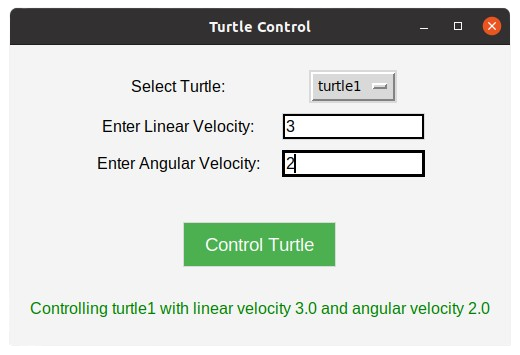 Turtle Control
Select Turtle: turtle1
Enter Linear Velocity: 3
Enter Angular Velocity: 2
Control Turtle
Controlling turtle1 with linear velocity 3.0 and angular velocity 2.0